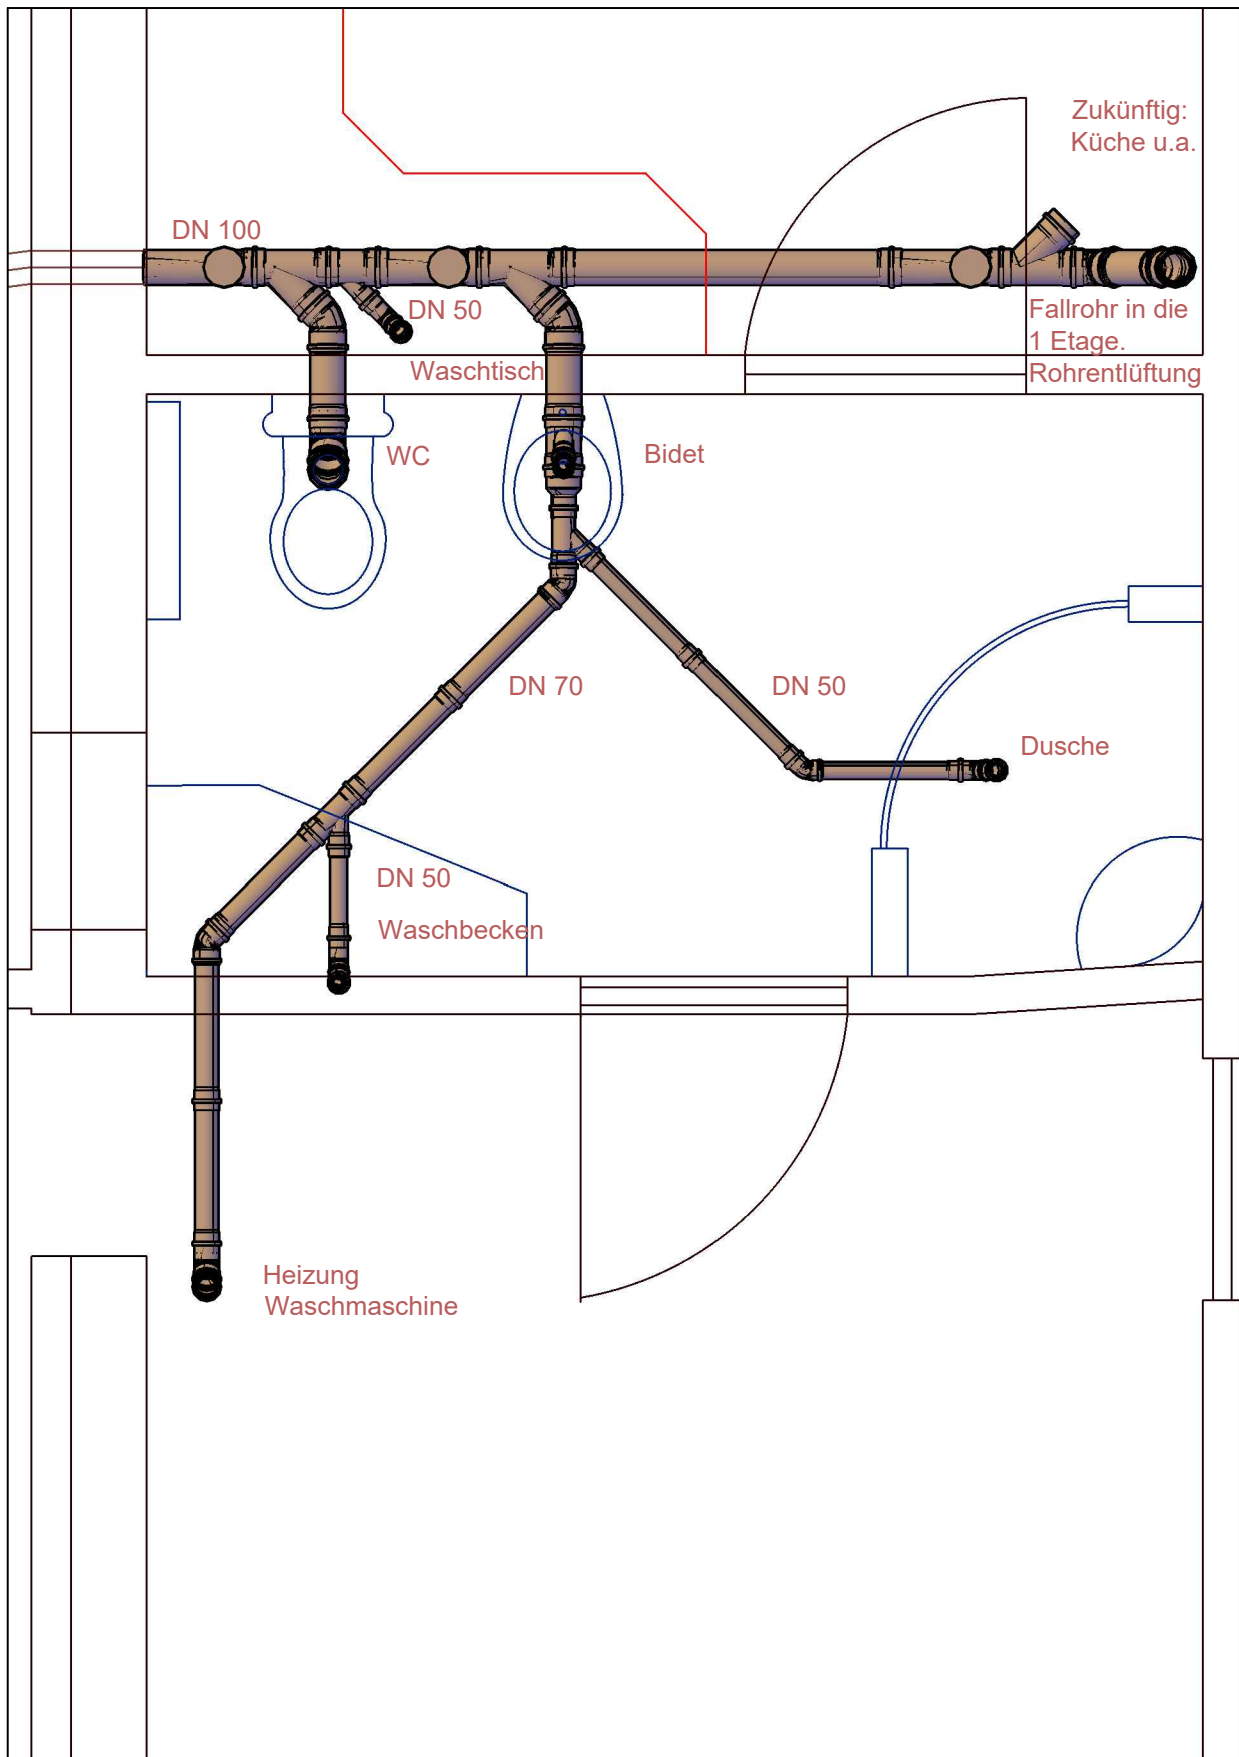 Zukünftig:
Küche u.a.
DN 100
DN 50
Fallrohr in die
1 Etage.
Rohrentlüftung
Waschtisch
WC
Bidet
DN 70
DN 50
Dusche
DN 50
Waschbecken
Heizung
Waschmaschine